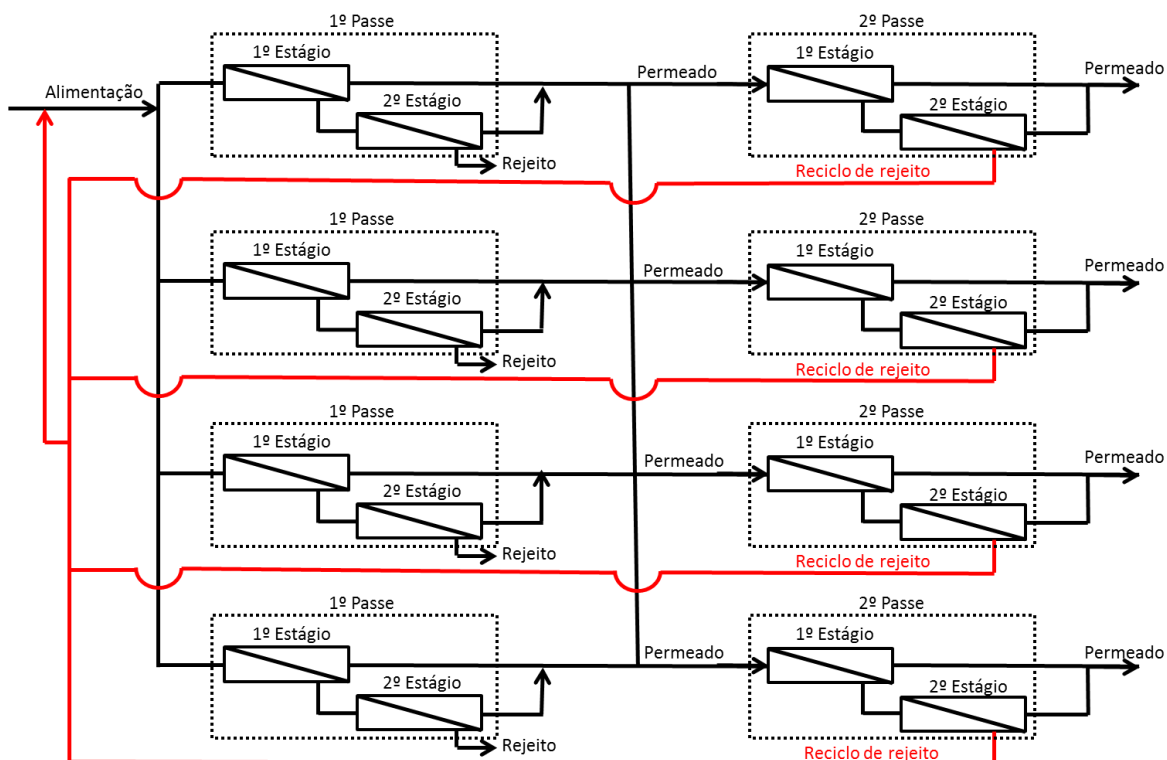 1º Passe
2º Passe
1º Estágio
1º Estágio
Alimentação
Permeado
Permeado
2º Estágio
2º Estágio
Rejeito
Reciclo de rejeito
1º Passe
2º Passe
1º Estágio
1º Estágio
Permeado
Permeado
2º Estágio
2º Estágio
Rejeito
Reciclo de rejeito
1º Passe
2º Passe
1º Estágio
1º Estágio
Permeado
Permeado
2º Estágio
2º Estágio
Rejeito
Reciclo de rejeito
1º Passe
2º Passe
1º Estágio
1º Estágio
Permeado
Permeado
2º Estágio
2º Estágio
Rejeito
Reciclo de rejeito